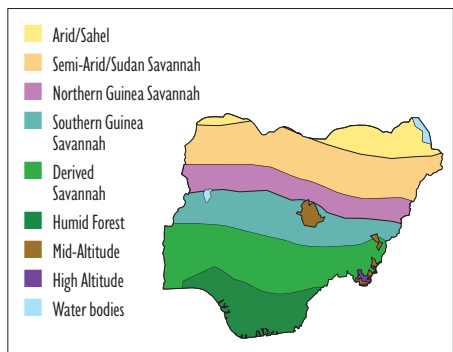 Arid/Sahel
Semi-Arid/Sudan Savannah
Northern Guinea Savannah
Southern Guinea
Savannah
Derived
Savannah
Humid Forest
Mid-Altitude
High Altitude
Water bodies